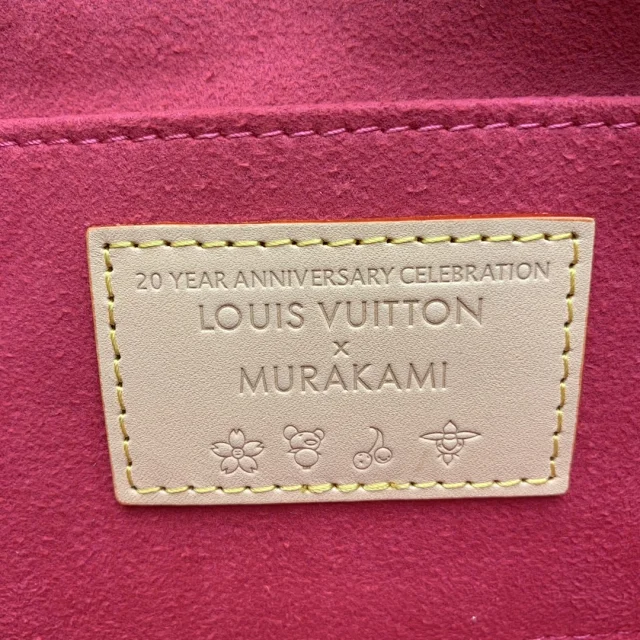 20 YEAR ANNIVERSARY CELEBRATION
LOUIS VUITTON
x
MURAKAMI